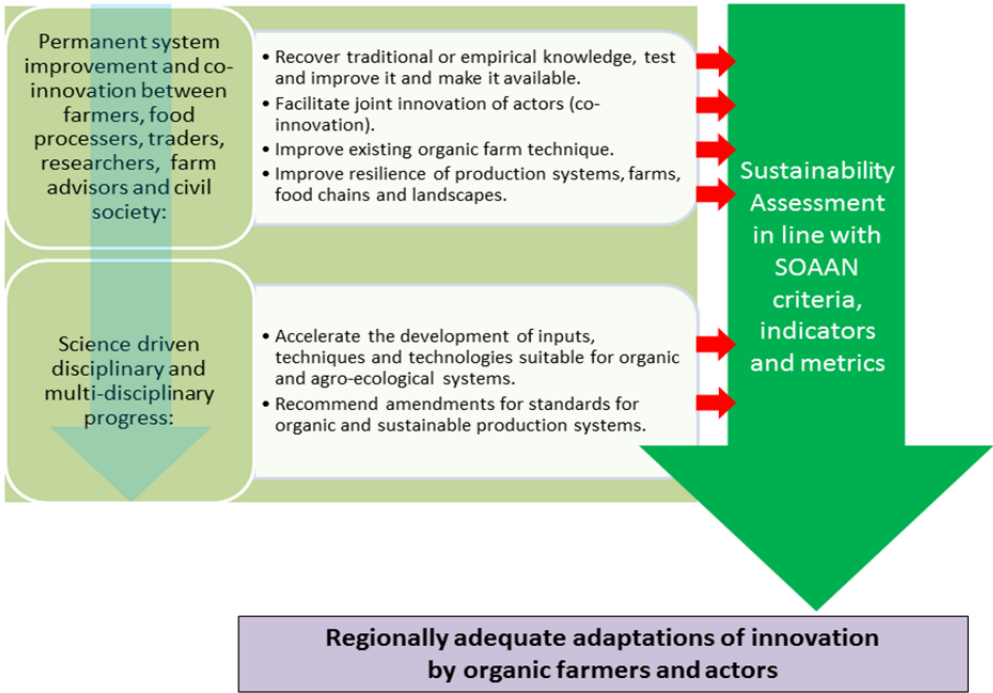 Permanent system
improvement and co-
innovation between
farmers, food
processers, traders,
researchers, farm
advisors and civil
society:
• Recover traditional or empirical knowledge, test
and improve it and make it available.
• Facilitate joint innovation of actors (co-
innovation).
• Improve existing organic farm technique.
• Improve resilience of production systems, farms,
food chains and landscapes.
Science driven
disciplinary and
multi-disciplinary
progress:
• Accelerate the development of inputs,
techniques and technologies suitable for organic
and agro-ecological systems.
• Recommend amendments for standards for
organic and sustainable production systems.
Sustainability
Assessment
in line with
SOAAN
criteria,
indicators
and metrics
Regionally adequate adaptations of innovation
by organic farmers and actors